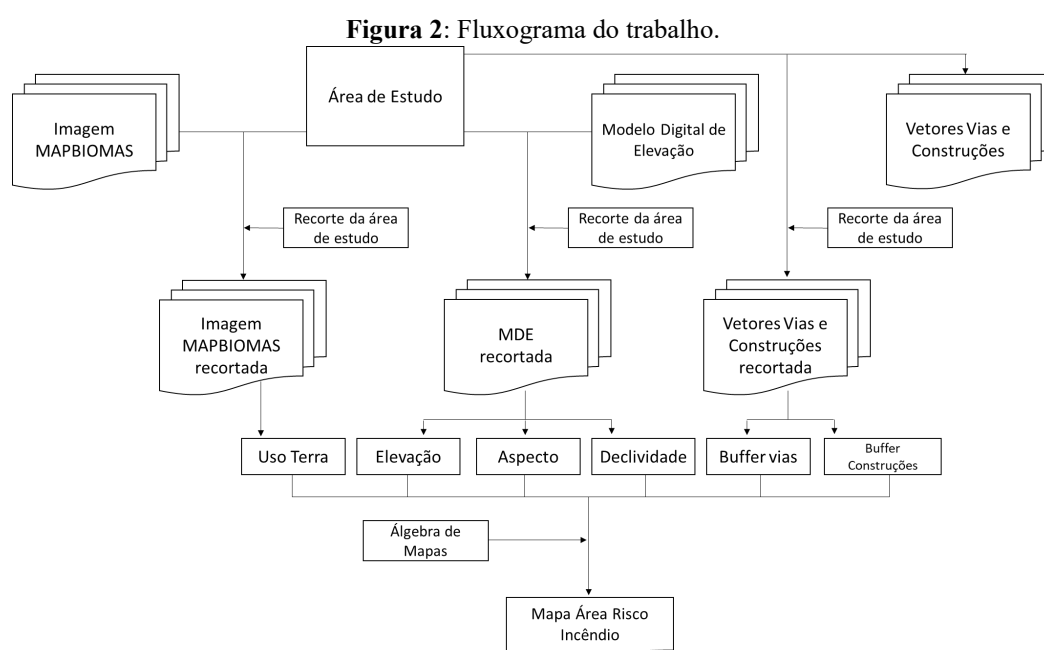 Figura 2: Fluxograma do trabalho.
Área de Estudo
Imagem
MAPBIOMAS
Modelo Digital de
Elevação
Vetores Vias e
Construções
Recorte da área
de estudo
Recorte da área
de estudo
Recorte da área
de estudo
Imagem
MAPBIOMAS
recortada
MDE
recortada
Vetores Vias e
Construções
recortada
Uso Terra
Elevação
Aspecto
Declividade
Buffer vias
Buffer
Construções
Álgebra de
Mapas
Mapa Área Risco
Incêndio